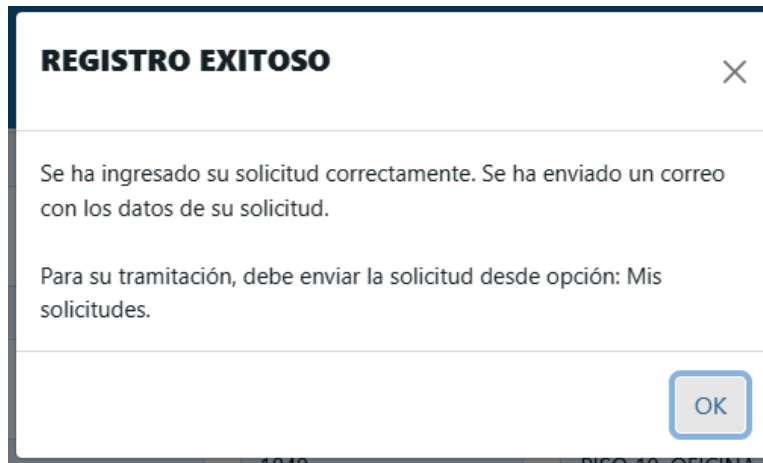 REGISTRO EXITOSO
Se ha ingresado su solicitud correctamente. Se ha enviado un correo
con los datos de su solicitud.
Para su tramitación, debe enviar la solicitud desde opción: Mis
solicitudes.
OK